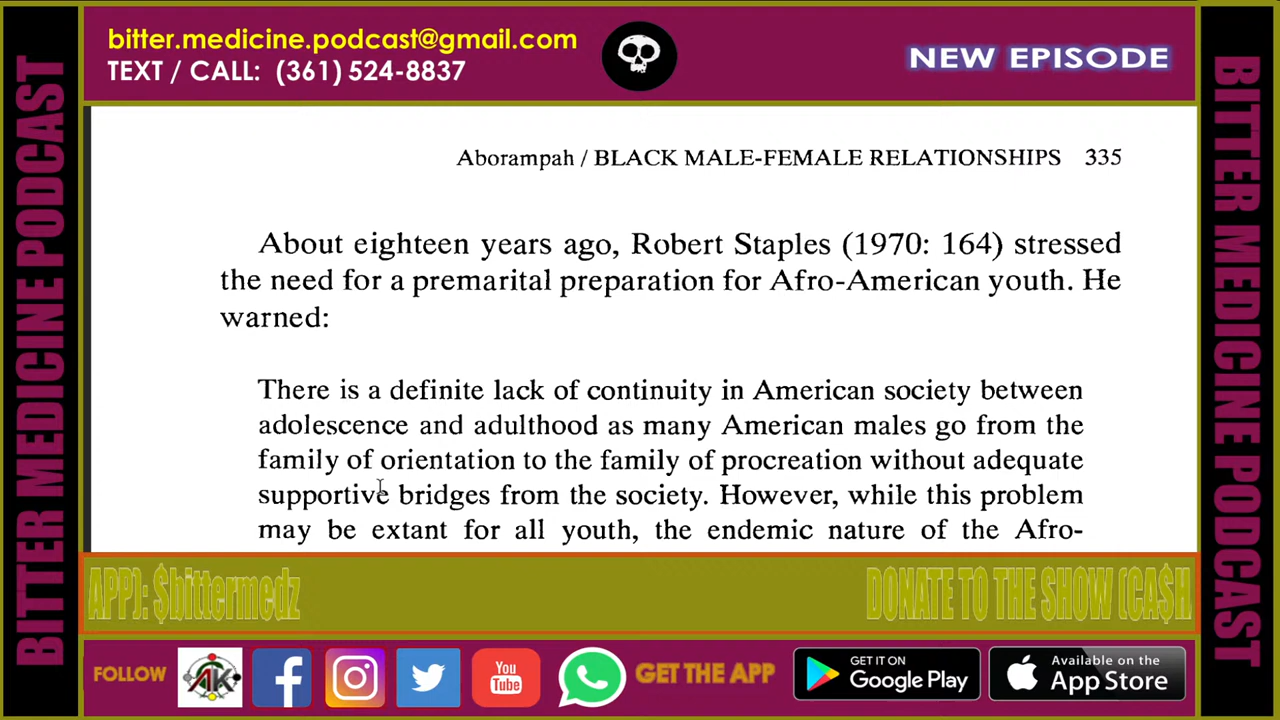 bitter.medicine.podcast@gmail.com
TEXT / CALL: (361) 524-8837
NEW EPISODE
BITTER MEDICINE PODCAST
BITTER MEDICINE PODCAST
Aborampah / BLACK MALE-FEMALE RELATIONSHIPS 335
About eighteen years ago, Robert Staples (1970: 164) stressed
the need for a premarital preparation for Afro-American youth. He
warned:
There is a definite lack of continuity in American society between
adolescence and adulthood as many American males go from the
family of orientation to the family of procreation without adequate
supportive bridges from the society. However, while this problem
may be extant for all youth, the endemic nature of the Afro-
APP): $bittermedz
DONATE TO THE SHOW (CA$H
FOLLOW
You
Tube
GET THE APP
GET IT ON
Google Play
Available on the
App Store